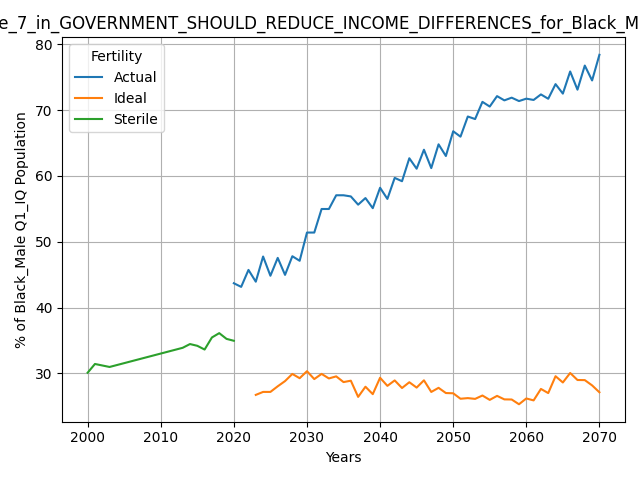 e_7_in_GOVERNMENT_SHOULD_REDUCE_INCOME_DIFFERENCES_for_Black_M
Fertility
Actual
Ideal
Sterile
% of Black_Male Q1_IQ Population
80
70
60
50
40
30
2000 2010 2020 2030 2040 2050 2060 2070
Years